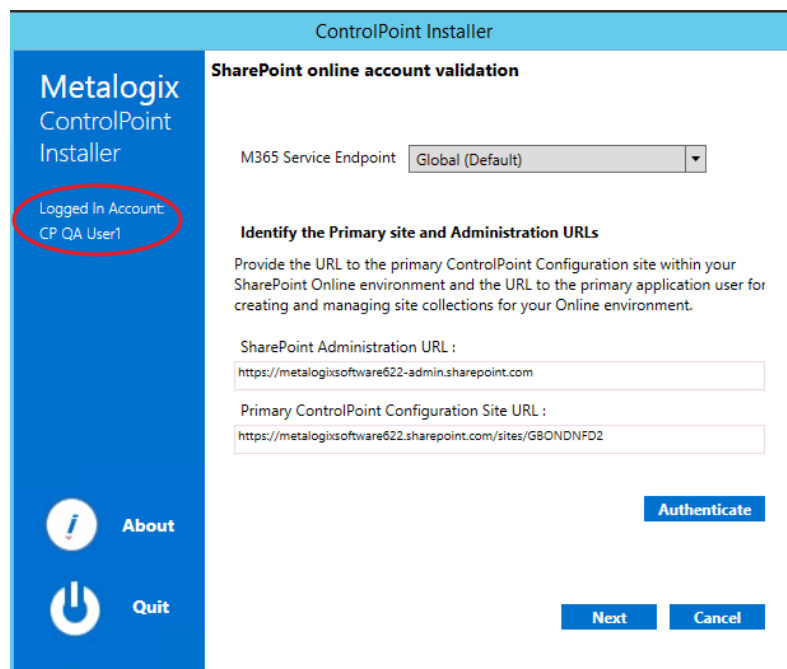 ControlPoint Installer
Metalogix
ControlPoint
Installer
Logged In Account:
CP QA User1
About
Quit
SharePoint online account validation
M365 Service Endpoint Global (Default)
Identify the Primary site and Administration URLs
Provide the URL to the primary ControlPoint Configuration site within your
SharePoint Online environment and the URL to the primary application user for
creating and managing site collections for your Online environment.
SharePoint Administration URL :
https://metalogixsoftware622-admin.sharepoint.com
Primary ControlPoint Configuration Site URL :
https://metalogixsoftware622.sharepoint.com/sites/GBONDNFD2
Authenticate
Next Cancel